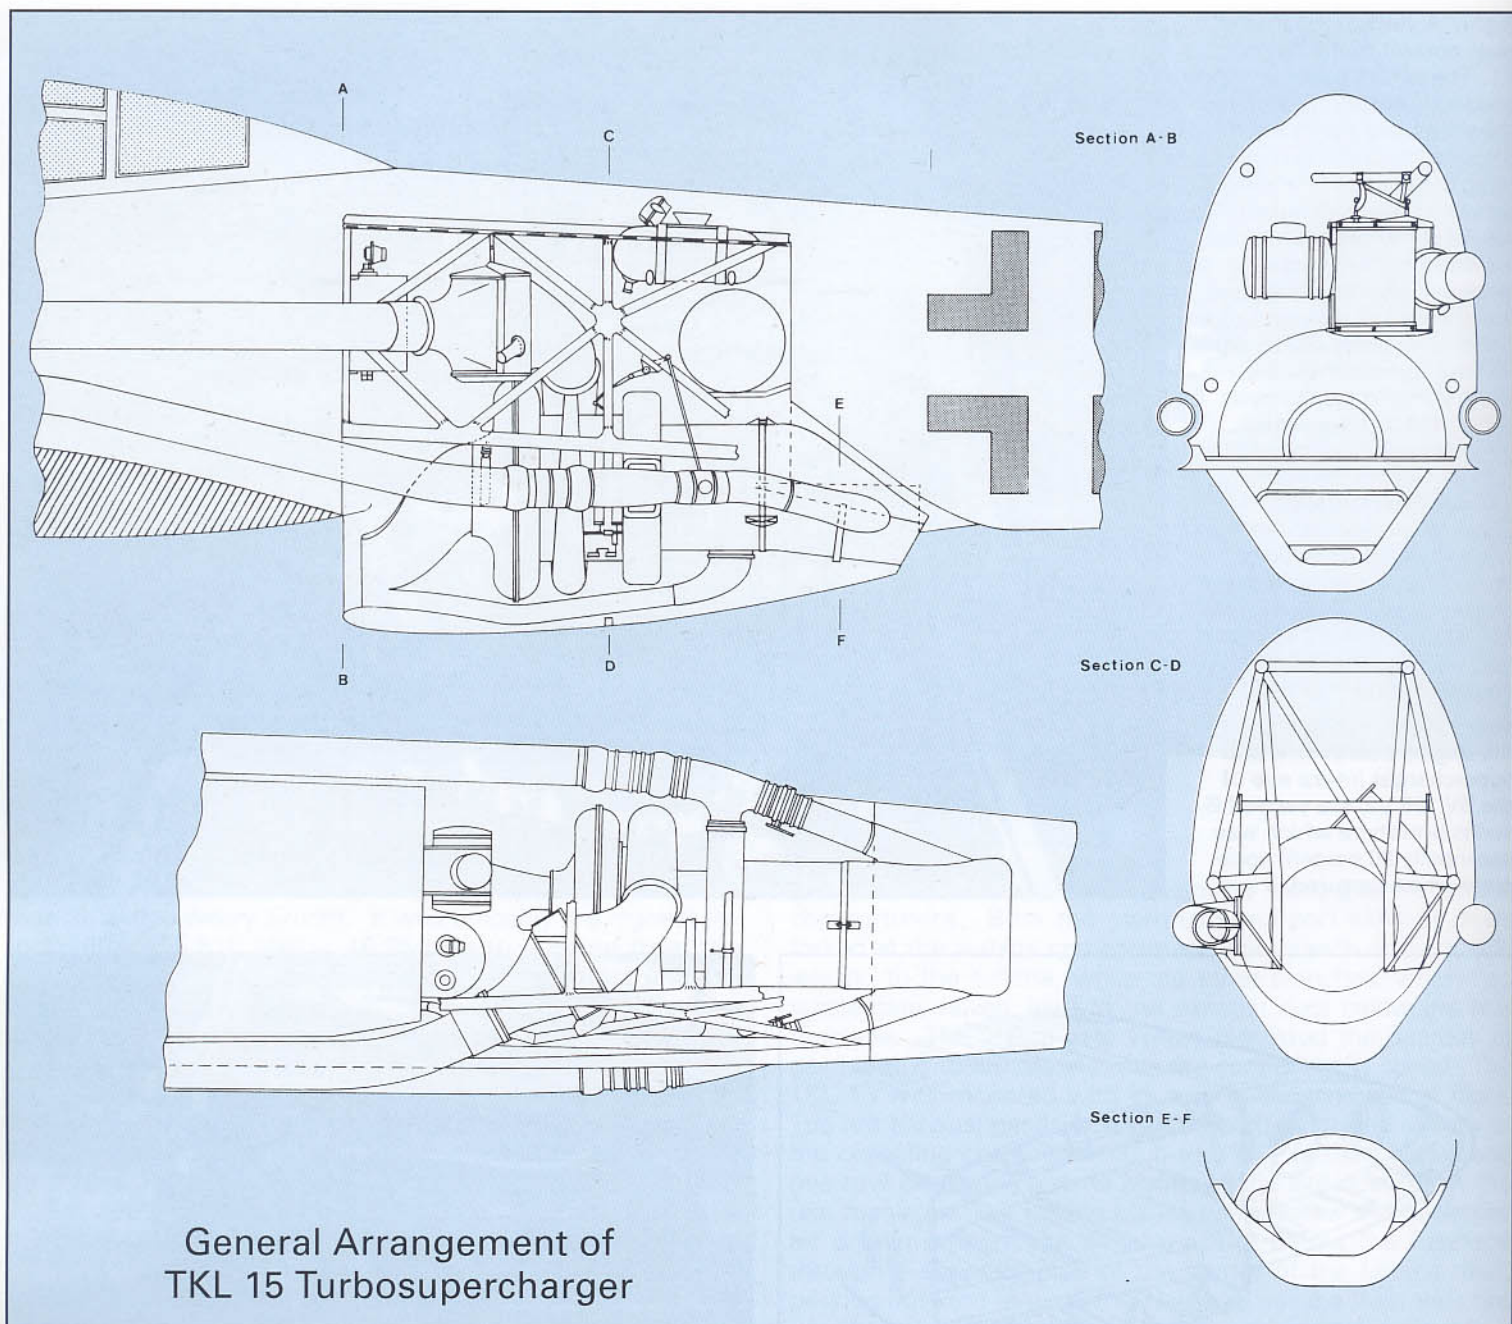 A
C
Section A-B
E
F
D
B
Section C-D
Section E-F
General Arrangement of
TKL 15 Turbosupercharger